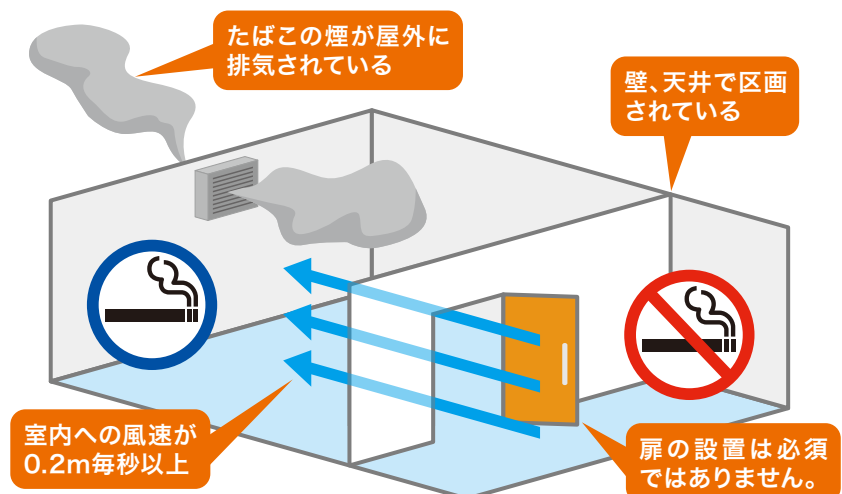 たばこの煙が屋外に
排気されている
壁、天井で区画
されている
室内への風速が
0.2m毎秒以上
扉の設置は必須
ではありません。